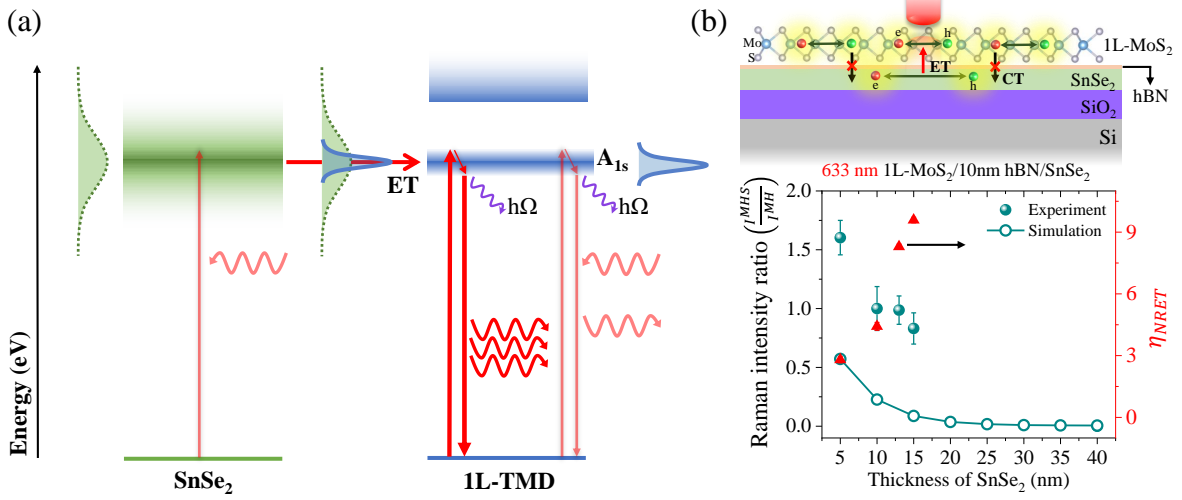 (a)
Energy (eV)
ET
A1s
hΩ
hΩ
SnSe2
1L-TMD
(b)
Mo
S
e
h
ET
CT
e
h
1L-MoS2
SnSe2
hBN
SiO2
Si
633 nm 1L-MoS2/10nm hBN/SnSe2
Raman intensity ratio (I^MHS/I^MH)
2.0
1.5
1.0
0.5
0.0
Experiment
Simulation
9
6
3
0
ηNRET
5 10 15 20 25 30 35 40
Thickness of SnSe2 (nm)